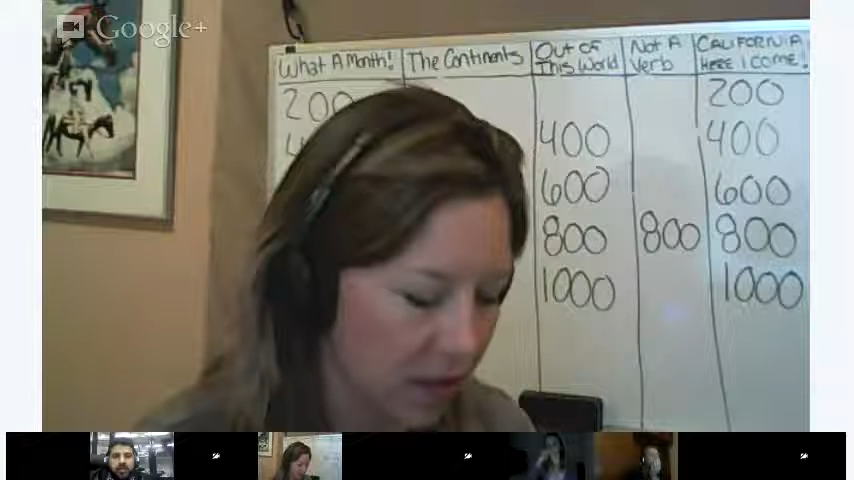 Google+
What A Month!
The Continents
Out Of
This World
Not A
Verb
CALIFORNIA
HERE I COME!
200
200
400
400
600
600
800
800
800
1000
1000